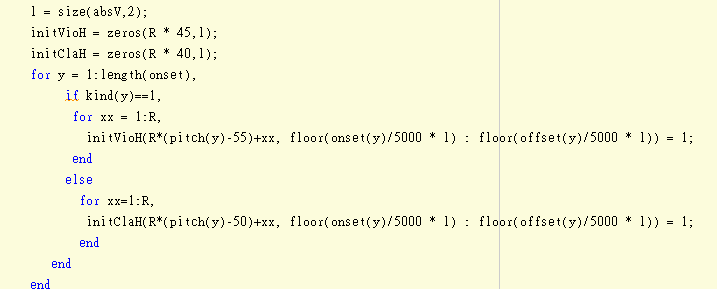 l = size(absV,2);
initVioH = zeros(R * 45,l);
initClaH = zeros(R * 40,l);
for y = 1:length(onset),
if kind(y)==1,
for xx = 1:R,
initVioH(R*(pitch(y)-55)+xx, floor(onset(y)/5000 * l) : floor(offset(y)/5000 * l)) = 1;
end
else
for xx=1:R,
initClaH(R*(pitch(y)-50)+xx, floor(onset(y)/5000 * l) : floor(offset(y)/5000 * l)) = 1;
end
end
end